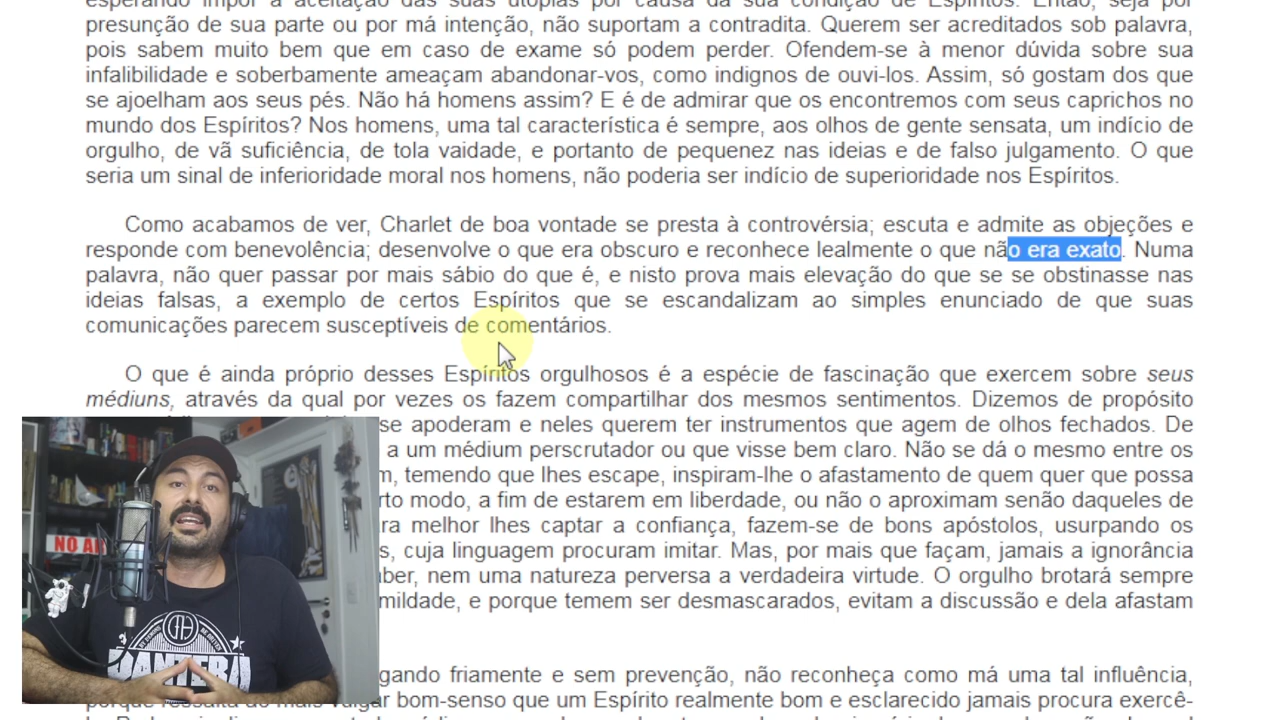 esperando impor a aceitação das suas utopias por causa da sua condição de Espíritos. Então, seja por
presunção de sua parte ou por má intenção, não suportam a contradita. Querem ser acreditados sob palavra,
pois sabem muito bem que em caso de exame só podem perder. Ofendem-se à menor dúvida sobre sua
infalibilidade e soberbamente ameaçam abandonar-vos, como indignos de ouvi-los. Assim, só gostam dos que
se ajoelham aos seus pés. Não há homens assim? E é de admirar que os encontremos com seus caprichos no
mundo dos Espíritos? Nos homens, uma tal característica é sempre, aos olhos de gente sensata, um indício de
orgulho, de vã suficiência, de tola vaidade, e portanto de pequenez nas ideias e de falso julgamento. O que
seria um sinal de inferioridade moral nos homens, não poderia ser indício de superioridade nos Espíritos.
Como acabamos de ver, Charlet de boa vontade se presta à controvérsia; escuta e admite as objeções e
responde com benevolência; desenvolve o que era obscuro e reconhece lealmente o que não era exato. Numa
palavra, não quer passar por mais sábio do que é, e nisto prova mais elevação do que se se obstinasse nas
ideias falsas, a exemplo de certos Espíritos que se escandalizam ao simples enunciado de que suas
comunicações parecem susceptíveis de comentários.
O que é ainda próprio desses Espíritos orgulhosos é a espécie de fascinação que exercem sobre seus
médiuns, através da qual por vezes os fazem compartilhar dos mesmos sentimentos. Dizemos de propósito
se apoderam e neles querem ter instrumentos que agem de olhos fechados. De
a um médium perscrutador ou que visse bem claro. Não se dá o mesmo entre os
temendo que lhes escape, inspiram-lhe o afastamento de quem quer que possa
modo, a fim de estarem em liberdade, ou não o aproximam senão daqueles de
melhor lhes captar a confiança, fazem-se de bons apóstolos, usurpando os
cuja linguagem procuram imitar. Mas, por mais que façam, jamais a ignorância
nem uma natureza perversa a verdadeira virtude. O orgulho brotará sempre
e porque temem ser desmascarados, evitam a discussão e dela afastam
friamente e sem prevenção, não reconheça como má uma tal influência,
bom-senso que um Espírito realmente bom e esclarecido jamais procura exercê-
NO A
PANTERA